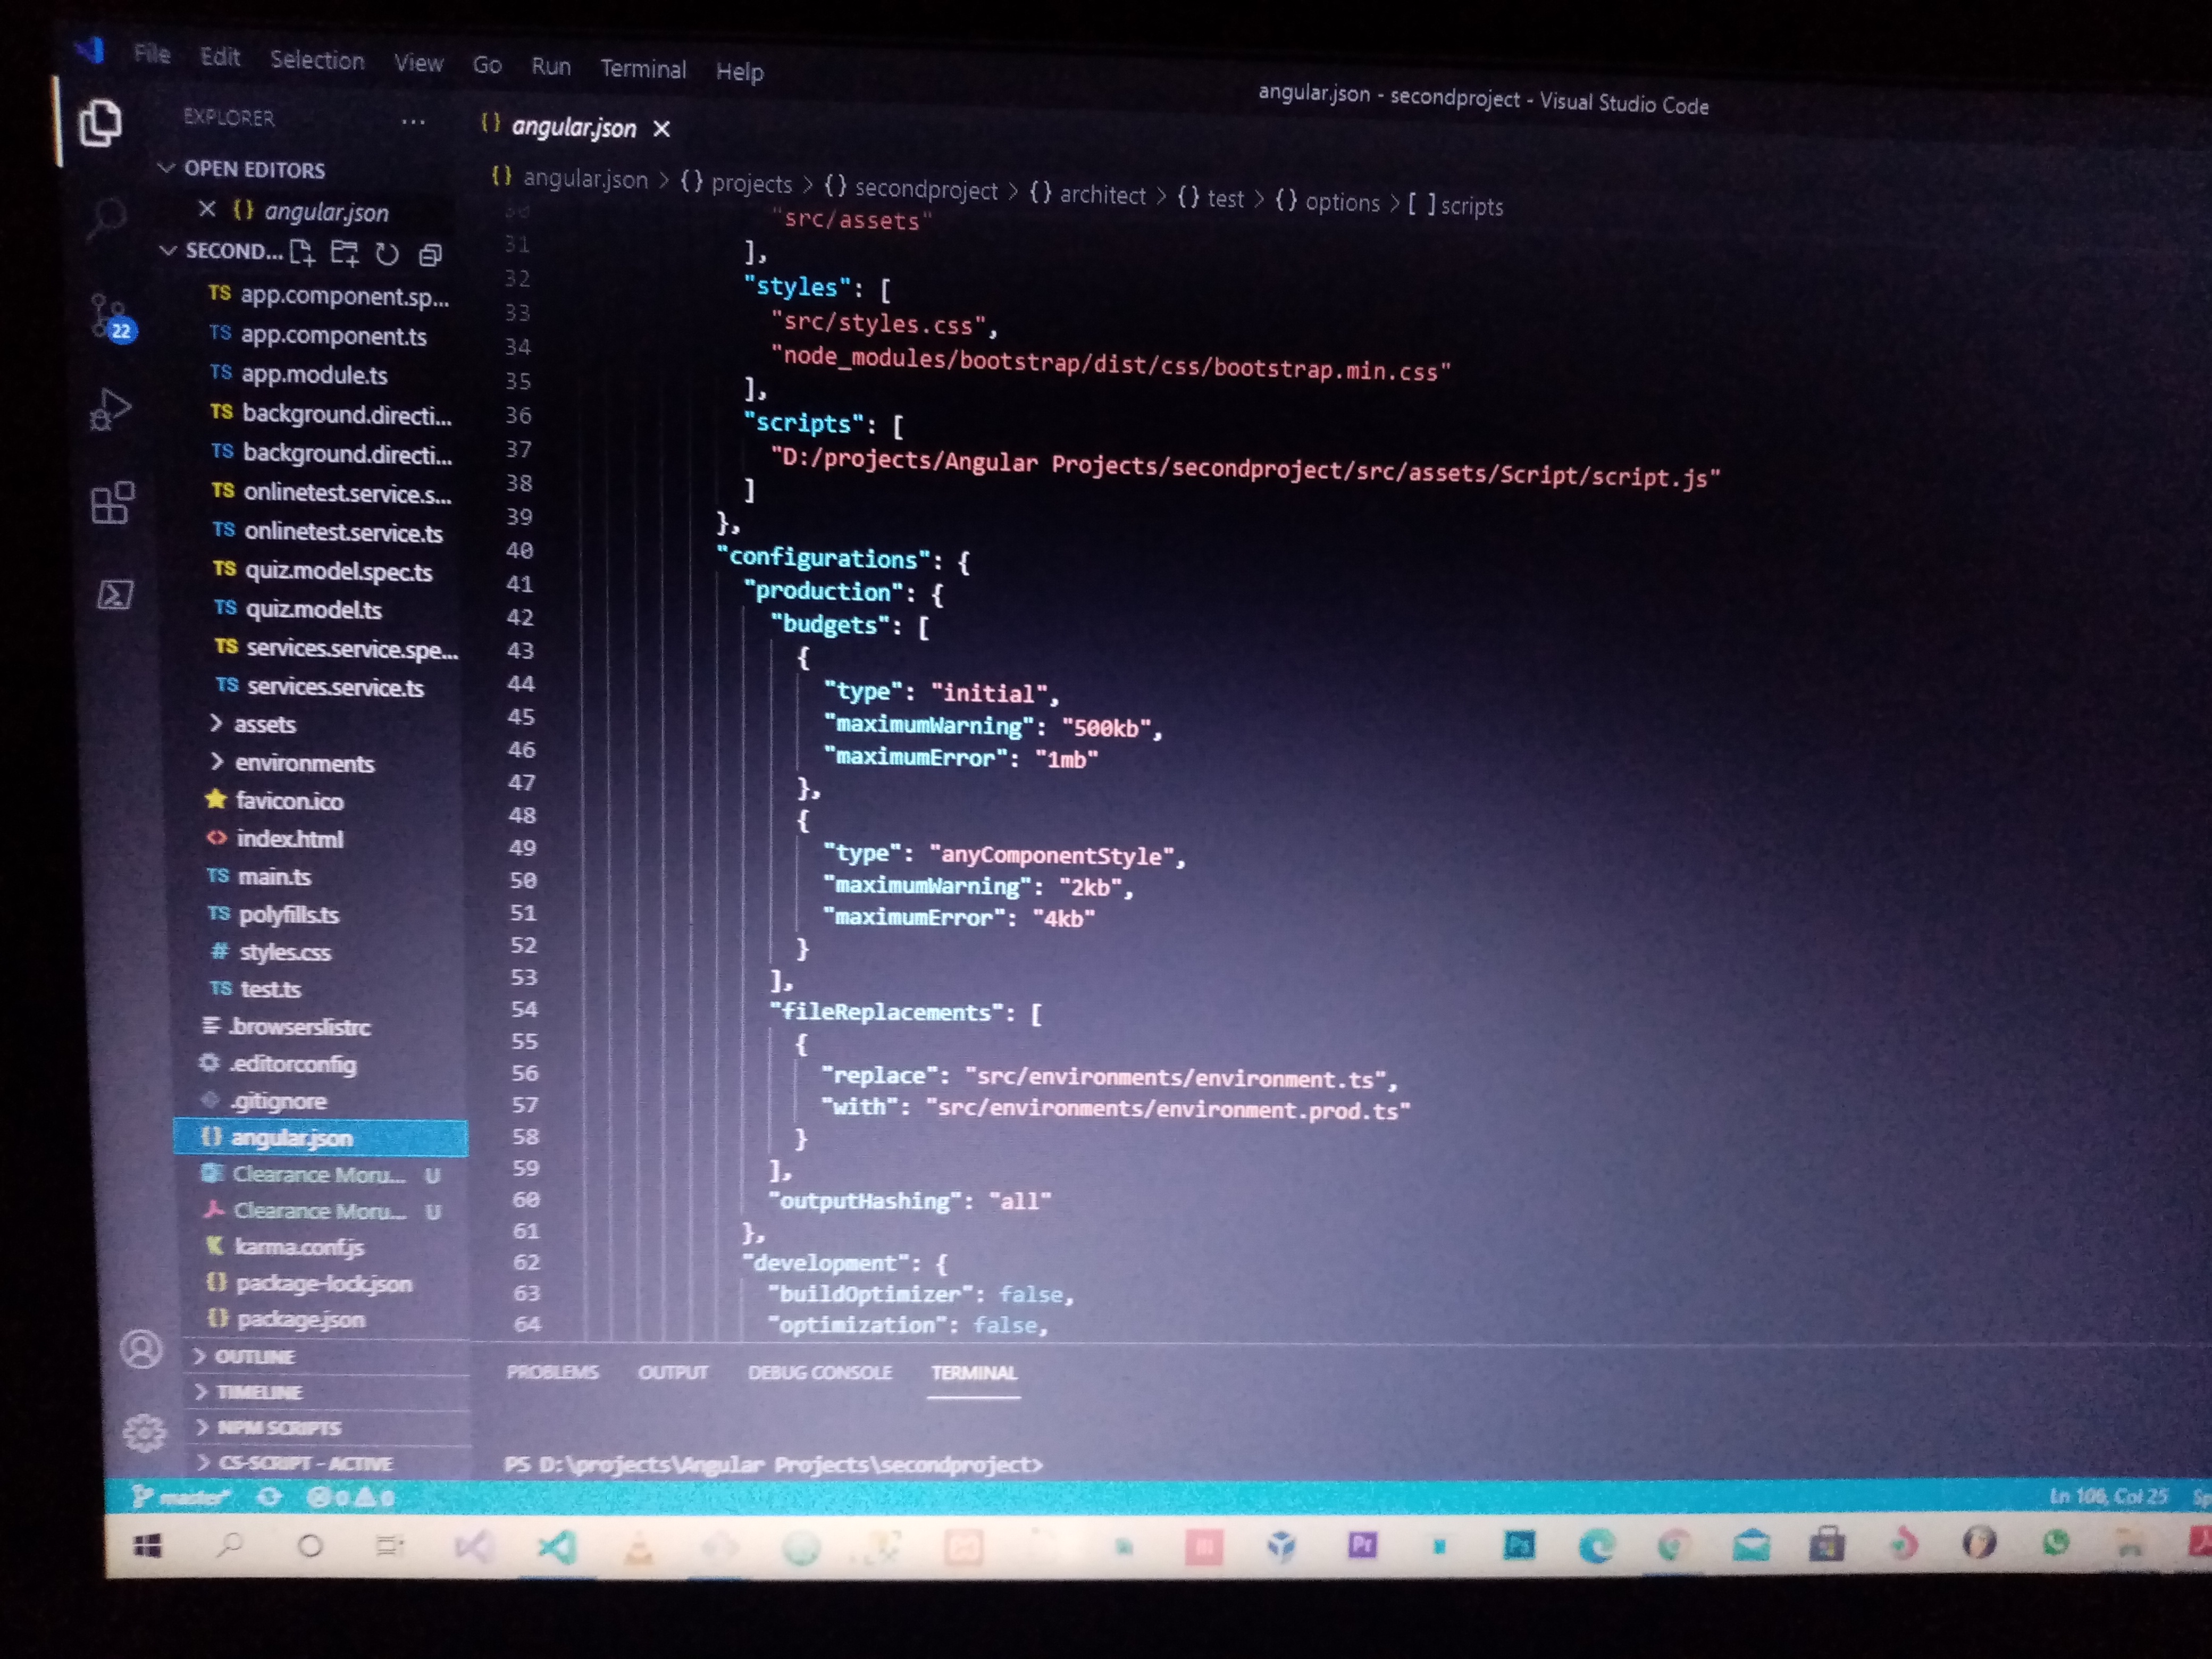 File Edit Selection View Go Run Terminal Help
angular.json - secondproject - Visual Studio Code
EXPLORER ...
{} angular.json ×
OPEN EDITORS
{} angular.json > {} projects > {} secondproject > {} architect > {} test > {} options > [ ] scripts
× {} angular.json
SECOND...
22
TS app.component.sp...
TS app.component.ts
TS app.module.ts
TS background.directi...
TS background.directi...
TS onlinetest.service.s...
TS onlinetest.service.ts
TS quiz.model.spec.ts
TS quiz.model.ts
TS services.service.spe...
TS services.service.ts
> assets
> environments
favicon.ico
<> index.html
TS main.ts
TS polyfills.ts
# styles.css
TS test.ts
.browserslistrc
.editorconfig
.gitignore
{} angular.json
Clearance Moru... U
Clearance Moru... U
karma.conf.js
{} package-lock.json
{} package.json
> OUTLINE
> TIMELINE
> NPM SCRIPTS
> CS-SCRIPT - ACTIVE
30 "src/assets"
31 ],
32 "styles": [
33 "src/styles.css",
34 "node_modules/bootstrap/dist/css/bootstrap.min.css"
35 ],
36 "scripts": [
37 "D:/projects/Angular Projects/secondproject/src/assets/Script/script.js"
38 ]
39 },
40 "configurations": {
41 "production": {
42 "budgets": [
43 {
44 "type": "initial",
45 "maximumWarning": "500kb",
46 "maximumError": "1mb"
47 },
48 {
49 "type": "anyComponentStyle",
50 "maximumWarning": "2kb",
51 "maximumError": "4kb"
52 }
53 ],
54 "fileReplacements": [
55 {
56 "replace": "src/environments/environment.ts",
57 "with": "src/environments/environment.prod.ts"
58 }
59 ],
60 "outputHashing": "all"
61 },
62 "development": {
63 "buildOptimizer": false,
64 "optimization": false,
PROBLEMS OUTPUT DEBUG CONSOLE TERMINAL
PS D:\projects\Angular Projects\secondproject>
master* 0 0
Ln 106, Col 25 Sp
Pr Ps